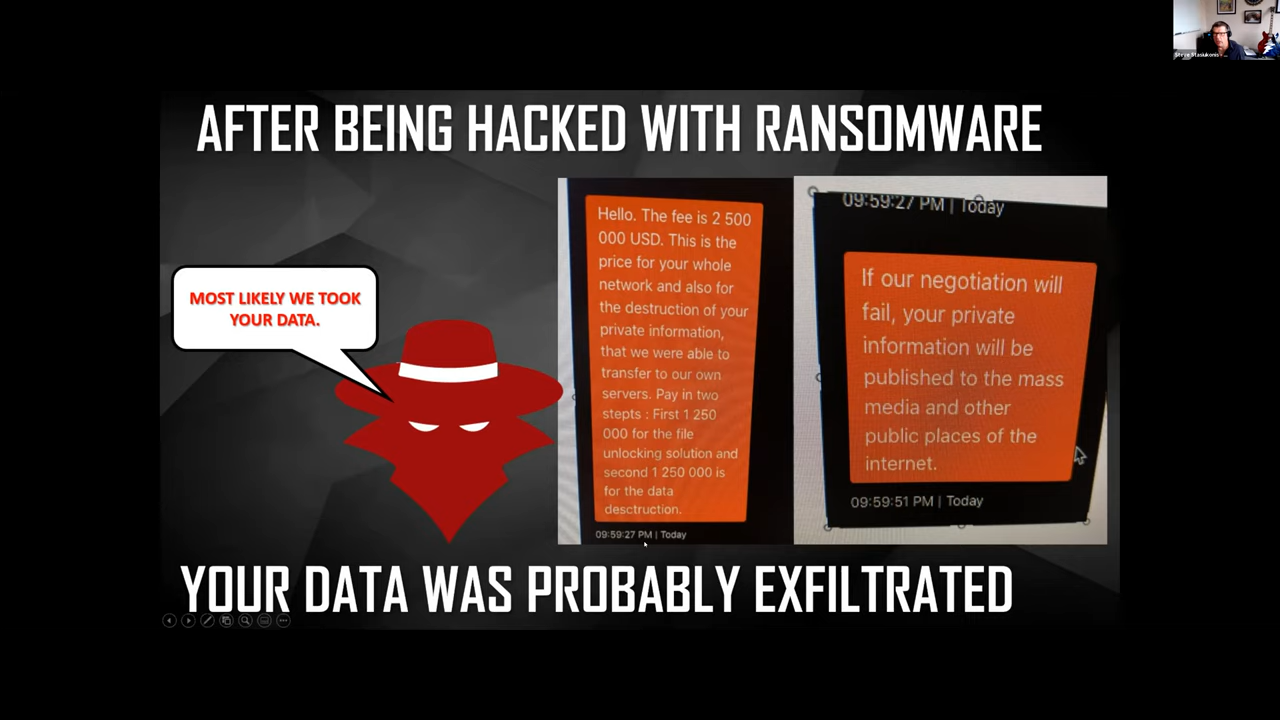 Steve Stasiukonis
AFTER BEING HACKED WITH RANSOMWARE
MOST LIKELY WE TOOK
YOUR DATA.
Hello. The fee is 2 500
000 USD. This is the
price for your whole
network and also for
the destruction of your
private information,
that we were able to
transfer to our own
servers. Pay in two
stepts : First 1 250
000 for the file
unlocking solution and
second 1 250 000 is
for the data
desctruction.
09:59:27 PM | Today
09:59:27 PM | Today
If our negotiation will
fail, your private
information will be
published to the mass
media and other
public places of the
internet.
09:59:51 PM | Today
YOUR DATA WAS PROBABLY EXFILTRATED